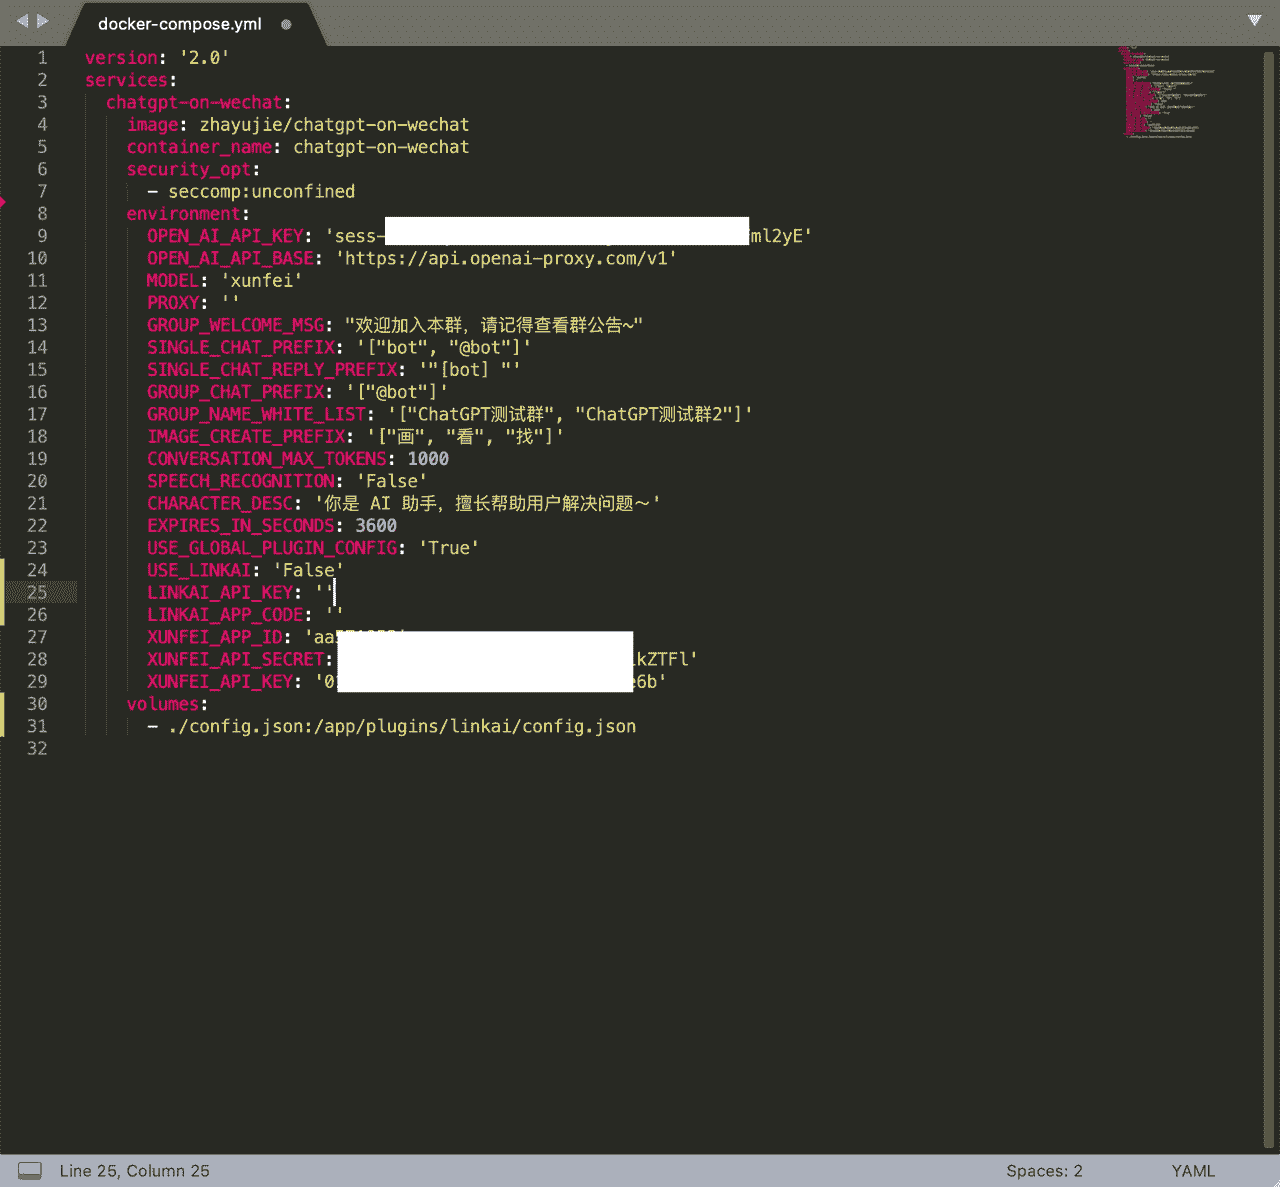 docker-compose.yml
1 version: '2.0'
2 services:
3 chatgpt-on-wechat:
4 image: zhayujie/chatgpt-on-wechat
5 container_name: chatgpt-on-wechat
6 security_opt:
7 - seccomp:unconfined
8 environment:
9 OPEN_AI_API_KEY: 'sess- ml2yE'
10 OPEN_AI_API_BASE: 'https://api.openai-proxy.com/v1'
11 MODEL: 'xunfei'
12 PROXY: ''
13 GROUP_WELCOME_MSG: "欢迎加入本群，请记得查看群公告~"
14 SINGLE_CHAT_PREFIX: '["bot", "@bot"]'
15 SINGLE_CHAT_REPLY_PREFIX: '"[bot] "'
16 GROUP_CHAT_PREFIX: '["@bot"]'
17 GROUP_NAME_WHITE_LIST: '["ChatGPT测试群", "ChatGPT测试群2"]'
18 IMAGE_CREATE_PREFIX: '["画", "看", "找"]'
19 CONVERSATION_MAX_TOKENS: 1000
20 SPEECH_RECOGNITION: 'False'
21 CHARACTER_DESC: '你是 AI 助手，擅长帮助用户解决问题～'
22 EXPIRES_IN_SECONDS: 3600
23 USE_GLOBAL_PLUGIN_CONFIG: 'True'
24 USE_LINKAI: 'False'
25 LINKAI_API_KEY: ''
26 LINKAI_APP_CODE: ''
27 XUNFEI_APP_ID: 'aa
28 XUNFEI_API_SECRET: kZTFl'
29 XUNFEI_API_KEY: '0 e6b'
30 volumes:
31 - ./config.json:/app/plugins/linkai/config.json
32
Line 25, Column 25 Spaces: 2 YAML